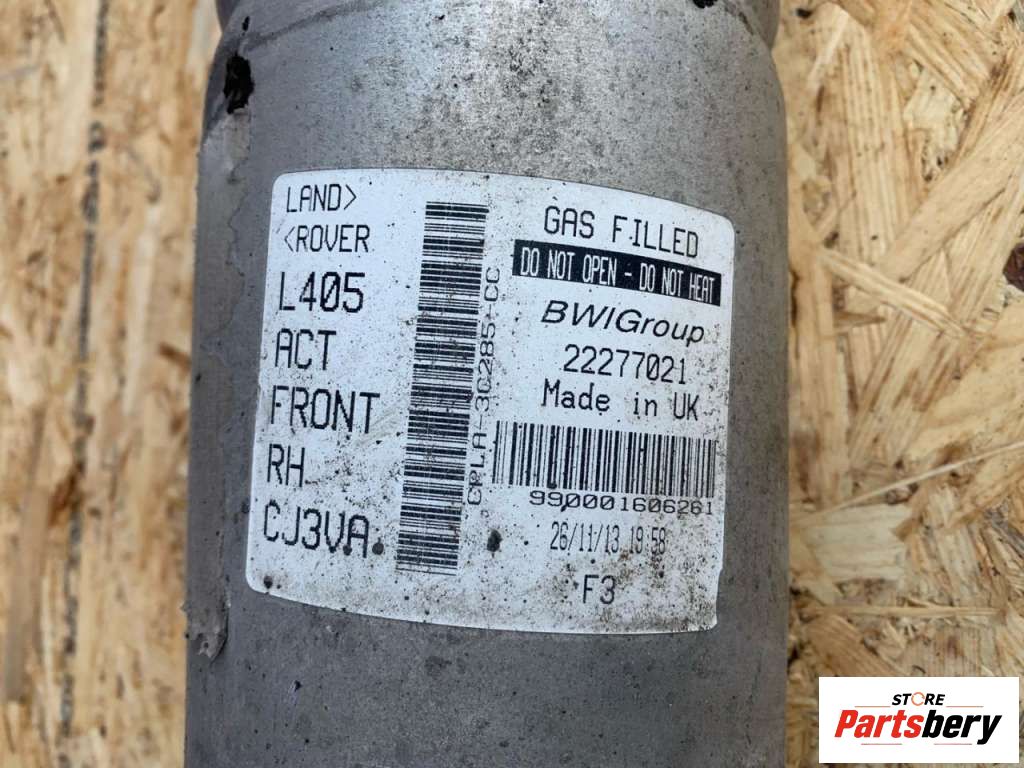 LAND>
<ROVER
L405
ACT
FRONT
RH
CJ3VA
CPLA-3C285-CC
GAS FILLED
DO NOT OPEN - DO NOT HEAT
BWIGroup
22277021
Made in UK
990001606261
26/11/13 19:58
F3
STORE
Partsbery